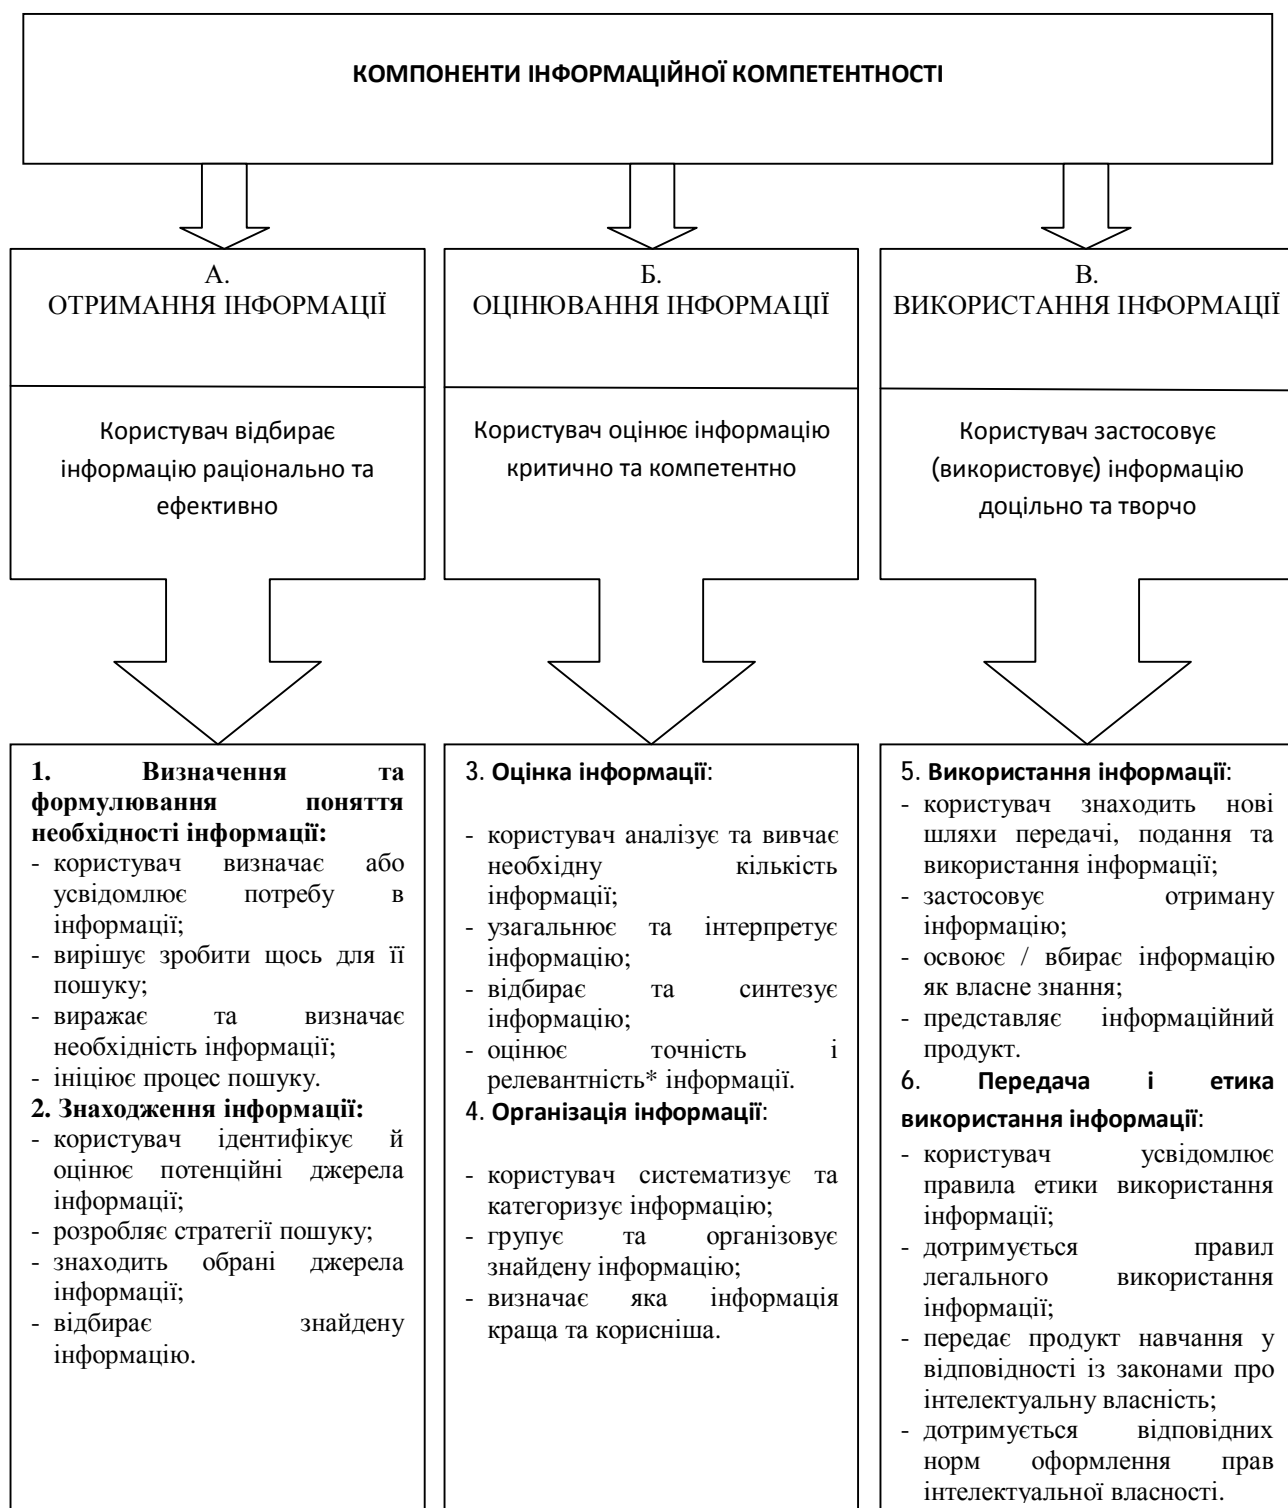 КОМПОНЕНТИ ІНФОРМАЦІЙНОЇ КОМПЕТЕНТНОСТІ
А.
ОТРИМАННЯ ІНФОРМАЦІЇ
Користувач відбирає
інформацію раціонально та
ефективно
1. Визначення та
формулювання поняття
необхідності інформації:
- користувач визначає або
усвідомлює потребу в
інформації;
- вирішує зробити щось для її
пошуку;
- виражає та визначає
необхідність інформації;
- ініціює процес пошуку.
2. Знаходження інформації:
- користувач ідентифікує й
оцінює потенційні джерела
інформації;
- розробляє стратегії пошуку;
- знаходить обрані джерела
інформації;
- відбирає знайдену
інформацію.
Б.
ОЦІНЮВАННЯ ІНФОРМАЦІЇ
Користувач оцінює інформацію
критично та компетентно
3. Оцінка інформації:
- користувач аналізує та вивчає
необхідну кількість
інформації;
- узагальнює та інтерпретує
інформацію;
- відбирає та синтезує
інформацію;
- оцінює точність і
релевантність* інформації.
4. Організація інформації:
- користувач систематизує та
категоризує інформацію;
- групує та організовує
знайдену інформацію;
- визначає яка інформація
краща та корисніша.
В.
ВИКОРИСТАННЯ ІНФОРМАЦІЇ
Користувач застосовує
(використовує) інформацію
доцільно та творчо
5. Використання інформації:
- користувач знаходить нові
шляхи передачі, подання та
використання інформації;
- застосовує отриману
інформацію;
- освоює / вбирає інформацію
як власне знання;
- представляє інформаційний
продукт.
6. Передача і етика
використання інформації:
- користувач усвідомлює
правила етики використання
інформації;
- дотримується правил
легального використання
інформації;
- передає продукт навчання у
відповідності із законами про
інтелектуальну власність;
- дотримується відповідних
норм оформлення прав
інтелектуальної власності.